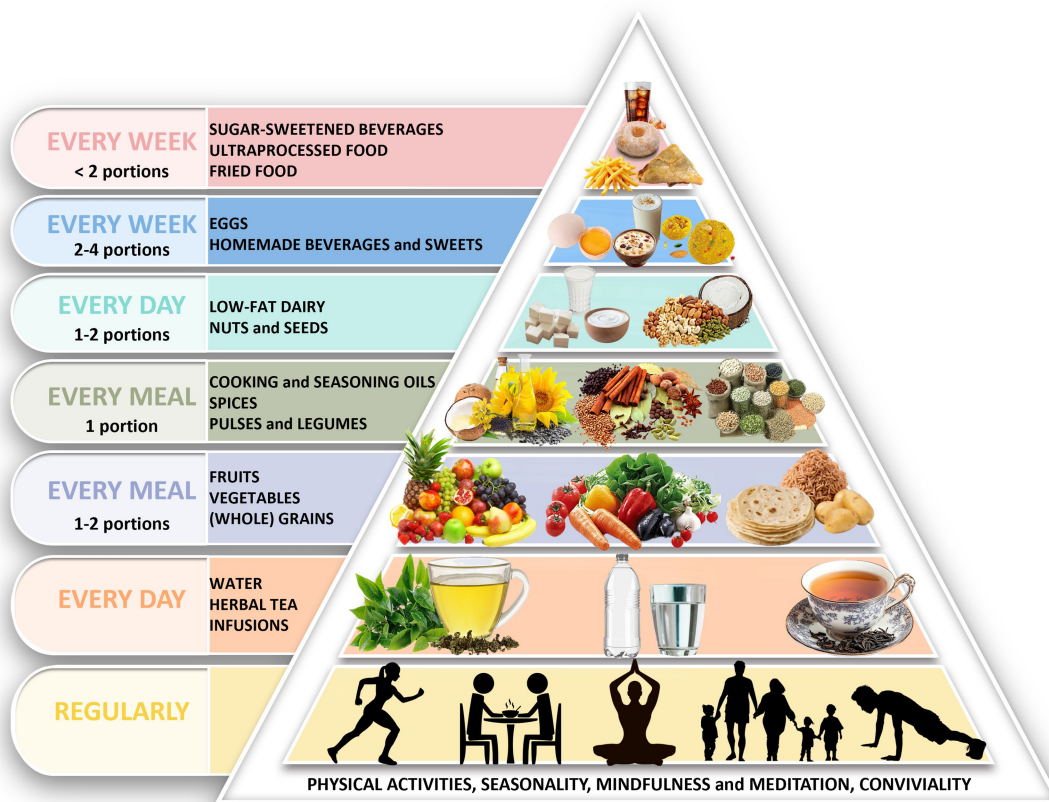 EVERY WEEK
< 2 portions
SUGAR-SWEETENED BEVERAGES
ULTRAPROCESSED FOOD
FRIED FOOD
EVERY WEEK
2-4 portions
EGGS
HOMEMADE BEVERAGES and SWEETS
EVERY DAY
1-2 portions
LOW-FAT DAIRY
NUTS and SEEDS
EVERY MEAL
1 portion
COOKING and SEASONING OILS
SPICES
PULSES and LEGUMES
EVERY MEAL
1-2 portions
FRUITS
VEGETABLES
(WHOLE) GRAINS
EVERY DAY
WATER
HERBAL TEA
INFUSIONS
REGULARLY
PHYSICAL ACTIVITIES, SEASONALITY, MINDFULNESS and MEDITATION, CONVIVIALITY